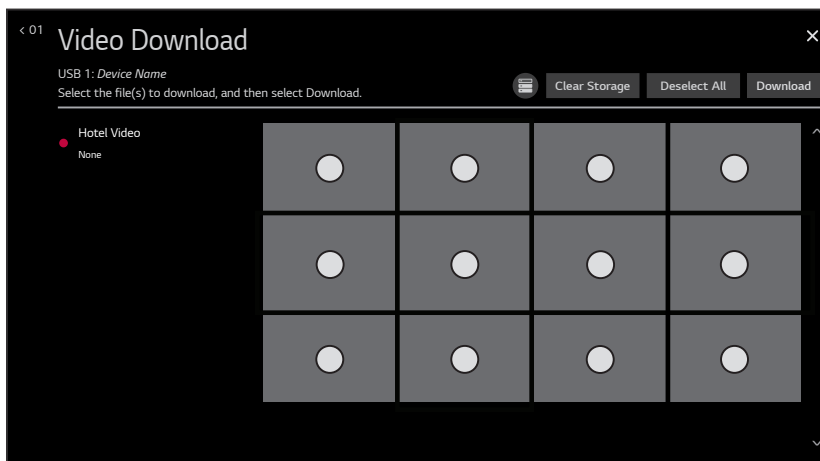 < 01
Video Download
USB 1: Device Name
Select the file(s) to download, and then select Download.
Clear Storage
Deselect All
Download
Hotel Video
None